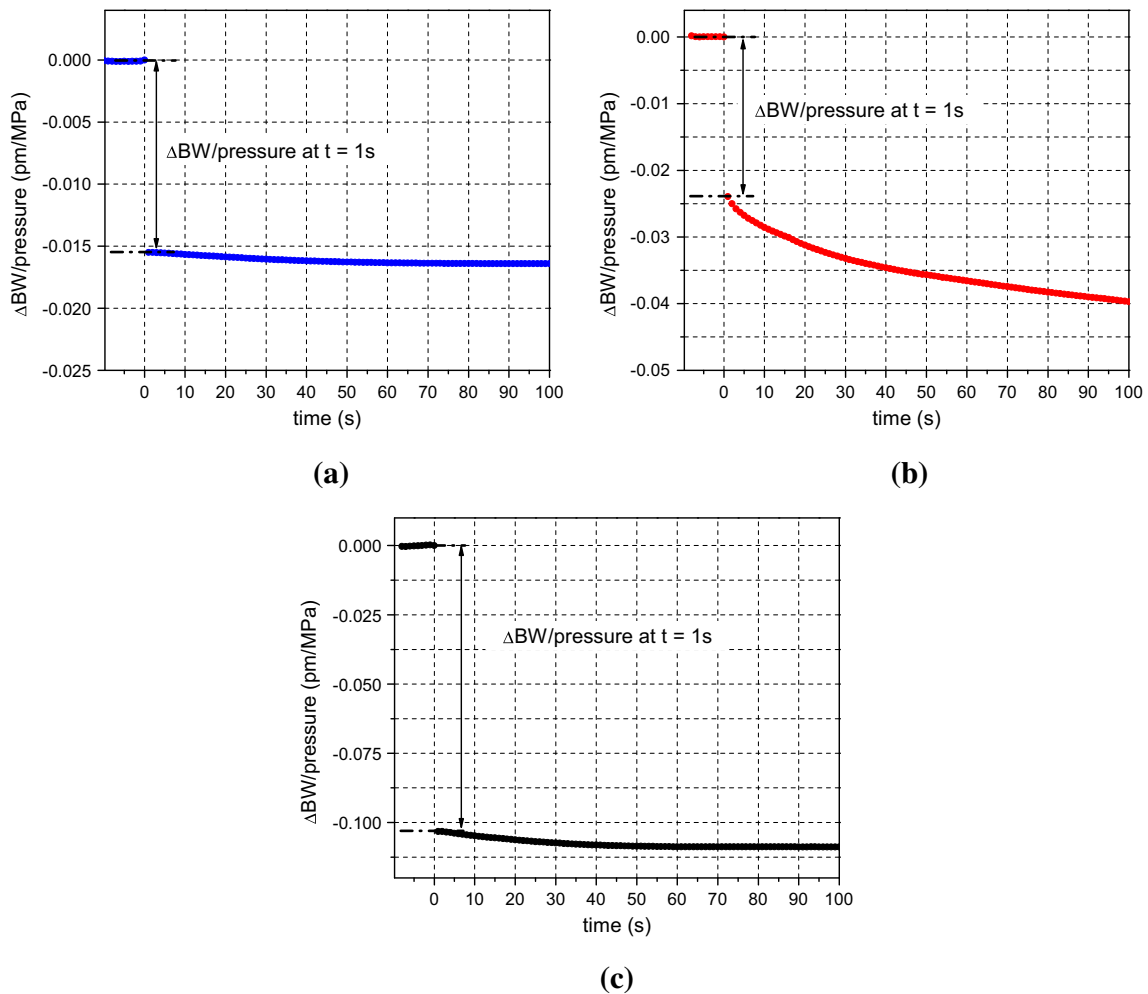 0.000
-0.005
-0.010
-0.015
-0.020
-0.025
ΔBW/pressure (pm/MPa)
ΔBW/pressure at t = 1s
0 10 20 30 40 50 60 70 80 90 100
time (s)
(a)
0.00
-0.01
-0.02
-0.03
-0.04
-0.05
ΔBW/pressure (pm/MPa)
ΔBW/pressure at t = 1s
0 10 20 30 40 50 60 70 80 90 100
time (s)
(b)
0.000
-0.025
-0.050
-0.075
-0.100
ΔBW/pressure (pm/MPa)
ΔBW/pressure at t = 1s
0 10 20 30 40 50 60 70 80 90 100
time (s)
(c)